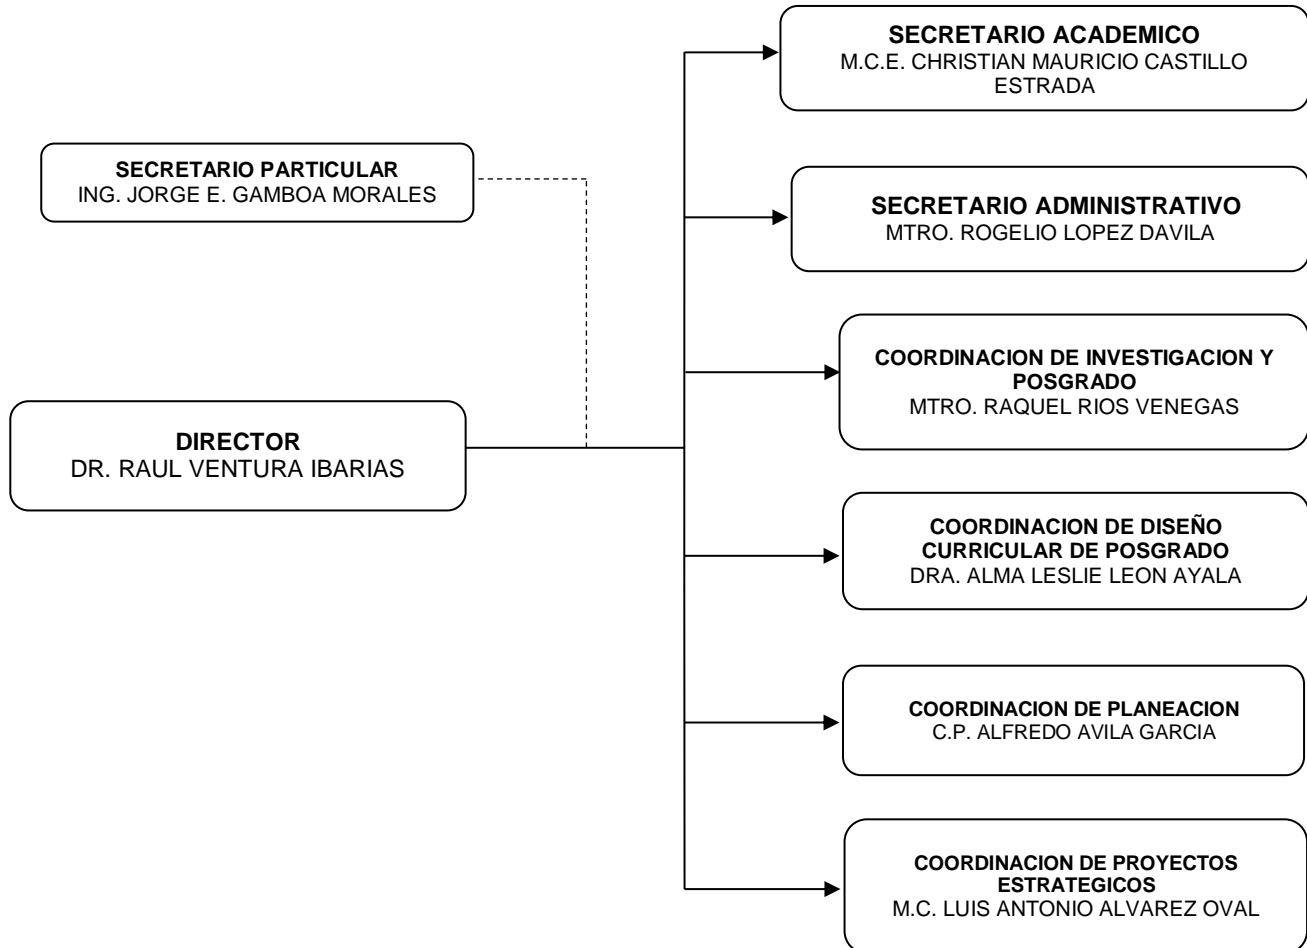 SECRETARIO ACADEMICO
M.C.E. CHRISTIAN MAURICIO CASTILLO
ESTRADA
SECRETARIO PARTICULAR
ING. JORGE E. GAMBOA MORALES
SECRETARIO ADMINISTRATIVO
MTRO. ROGELIO LOPEZ DAVILA
COORDINACION DE INVESTIGACION Y
POSGRADO
MTRO. RAQUEL RIOS VENEGAS
DIRECTOR
DR. RAUL VENTURA IBARIAS
COORDINACION DE DISEÑO
CURRICULAR DE POSGRADO
DRA. ALMA LESLIE LEON AYALA
COORDINACION DE PLANEACION
C.P. ALFREDO AVILA GARCIA
COORDINACION DE PROYECTOS
ESTRATEGICOS
M.C. LUIS ANTONIO ALVAREZ OVAL